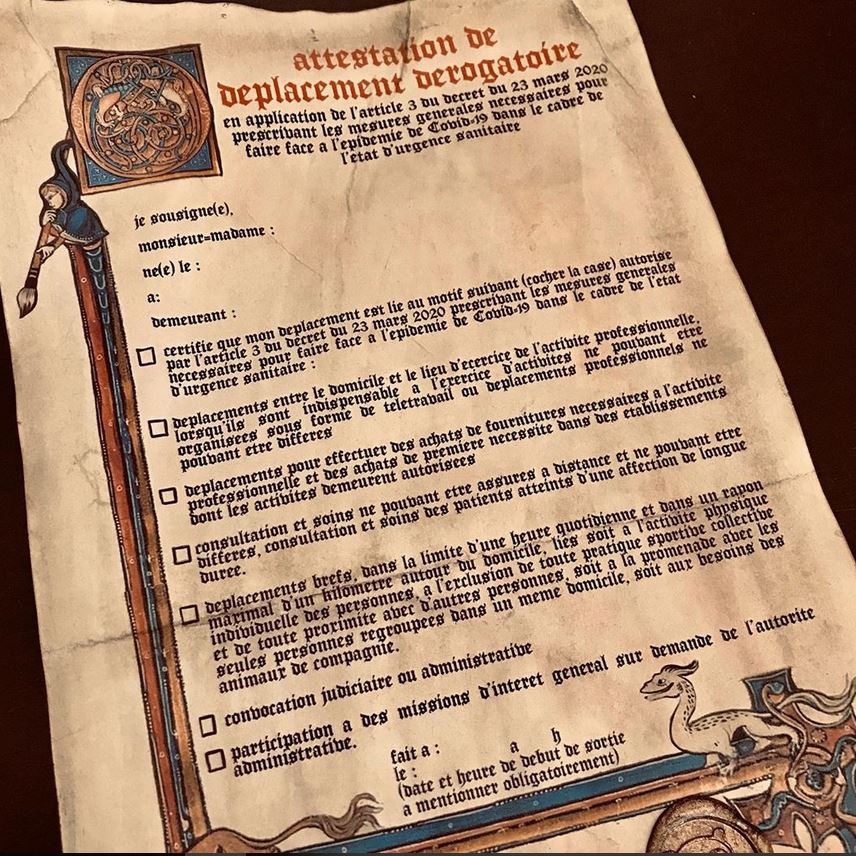 attestation de
deplacement derogatoire
en application de l'article 3 du decret du 23 mars 2020
prescrivant les mesures generales necessaires pour
faire face a l'epidemie de Covid-19 dans le cadre de
l'etat d'urgence sanitaire
je sousigne(e),
monsieur=madame :
ne(e) le :
a:
demeurant :
certifie que mon deplacement est lie au motif suivant (cocher la case) autorise
par l'article 3 du decret du 23 mars 2020 prescrivant les mesures generales
necessaires pour faire face a l'epidemie de Covid-19 dans le cadre de l'etat
d'urgence sanitaire :
deplacements entre le domicile et le lieu d'ecercice de l'activite professionnelle,
lorsqu'ils sont indispensable a l'exercice d'activites ne pouvant etre
organisees sous forme de teletravail ou deplacements professionnels ne
pouvant etre differes
deplacements pour effectuer des achats de fournitures necessaires a l'activite
professionnelle et des achats de premiere necessite dans des etablissements
dont les activites demeurent autorisees
consultation et soins ne pouvant etre assures a distance et ne pouvant etre
differes, consultation et soins des patients atteints d'une affection de longue
duree.
deplacements brefs, dans la limite d'une heure quotidienne et dans un rayon
maximal d'un kilometre autour du domicile, lies soit a l'activite physique
individuelle des personnes, a l'exclusion de toute pratique sportive collective
et de toute proximite avec d'autres personnes, soit a la promenade avec les
seules personnes regroupees dans un meme domicile, soit aux besoins des
animaux de compagnie.
convocation judiciaire ou administrative
participation a des missions d'interet general sur demande de l'autorite
administrative.
fait a :
le : a h
(date et heure de debut de sortie
a mentionner obligatoirement)